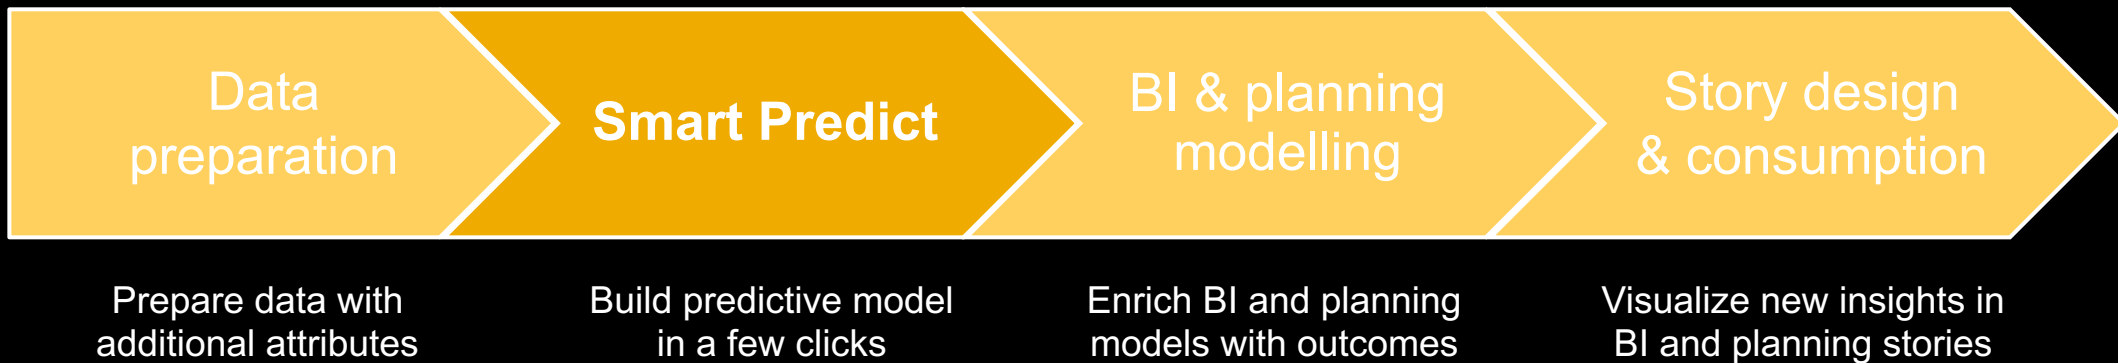 Data
preparation
Smart Predict
BI & planning
modelling
Story design
& consumption
Prepare data with
additional attributes
Build predictive model
in a few clicks
Enrich BI and planning
models with outcomes
Visualize new insights in
BI and planning stories